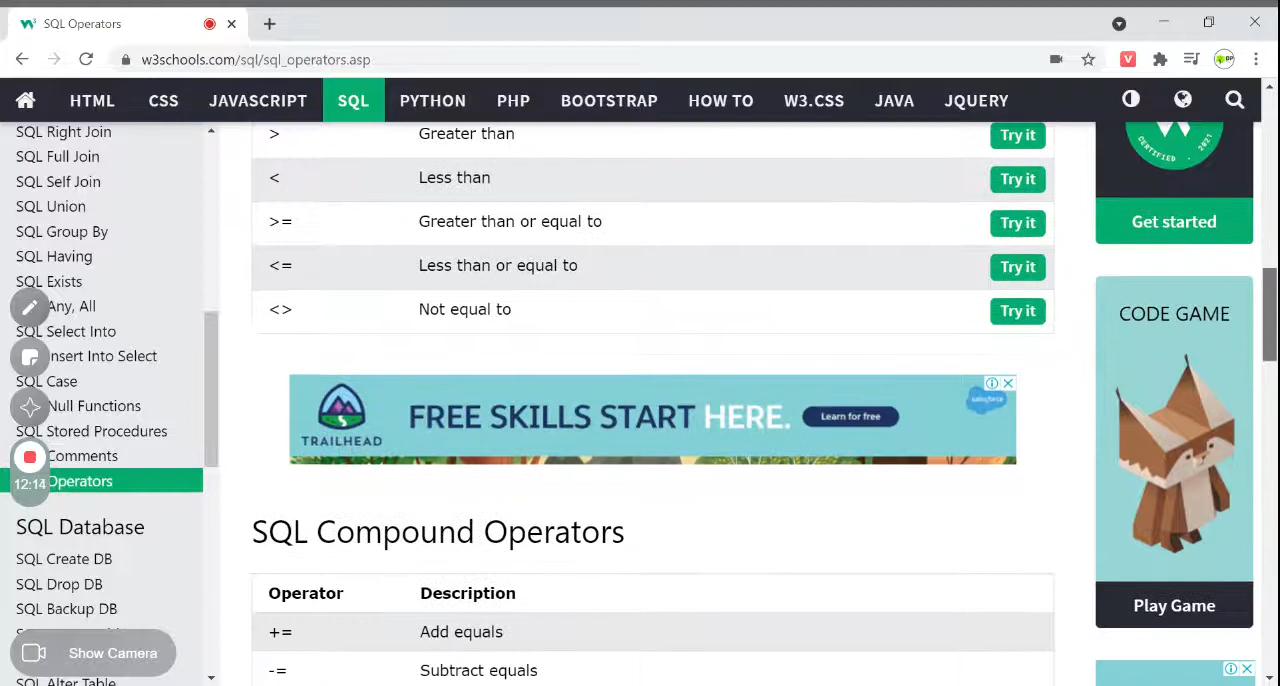 SQL Operators
w3schools.com/sql/sql_operators.asp
HTML CSS JAVASCRIPT SQL PYTHON PHP BOOTSTRAP HOW TO W3.CSS JAVA JQUERY
SQL Right Join
SQL Full Join
SQL Self Join
SQL Union
SQL Group By
SQL Having
SQL Exists
Any, All
SQL Select Into
Insert Into Select
SQL Case
Null Functions
SQL Stored Procedures
Comments
12:14
Operators
SQL Database
SQL Create DB
SQL Drop DB
SQL Backup DB
Show Camera
SQL Alter Table
> Greater than Try it
< Less than Try it
>= Greater than or equal to Try it
<= Less than or equal to Try it
<> Not equal to Try it
TRAILHEAD
FREE SKILLS START HERE.
Learn for free
salesforce
SQL Compound Operators
Operator Description
+= Add equals
-= Subtract equals
CERTIFIED . 2021
Get started
CODE GAME
Play Game